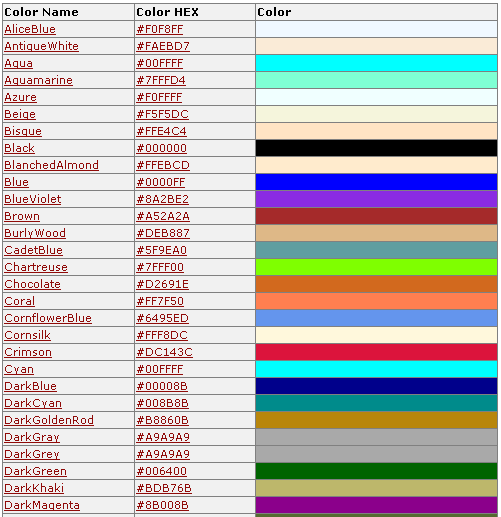 Color Name Color HEX Color
AliceBlue #F0F8FF
AntiqueWhite #FAEBD7
Aqua #00FFFF
Aquamarine #7FFFD4
Azure #F0FFFF
Beige #F5F5DC
Bisque #FFE4C4
Black #000000
BlanchedAlmond #FFEBCD
Blue #0000FF
BlueViolet #8A2BE2
Brown #A52A2A
BurlyWood #DEB887
CadetBlue #5F9EA0
Chartreuse #7FFF00
Chocolate #D2691E
Coral #FF7F50
CornflowerBlue #6495ED
Cornsilk #FFF8DC
Crimson #DC143C
Cyan #00FFFF
DarkBlue #00008B
DarkCyan #008B8B
DarkGoldenRod #B8860B
DarkGray #A9A9A9
DarkGrey #A9A9A9
DarkGreen #006400
DarkKhaki #BDB76B
DarkMagenta #8B008B